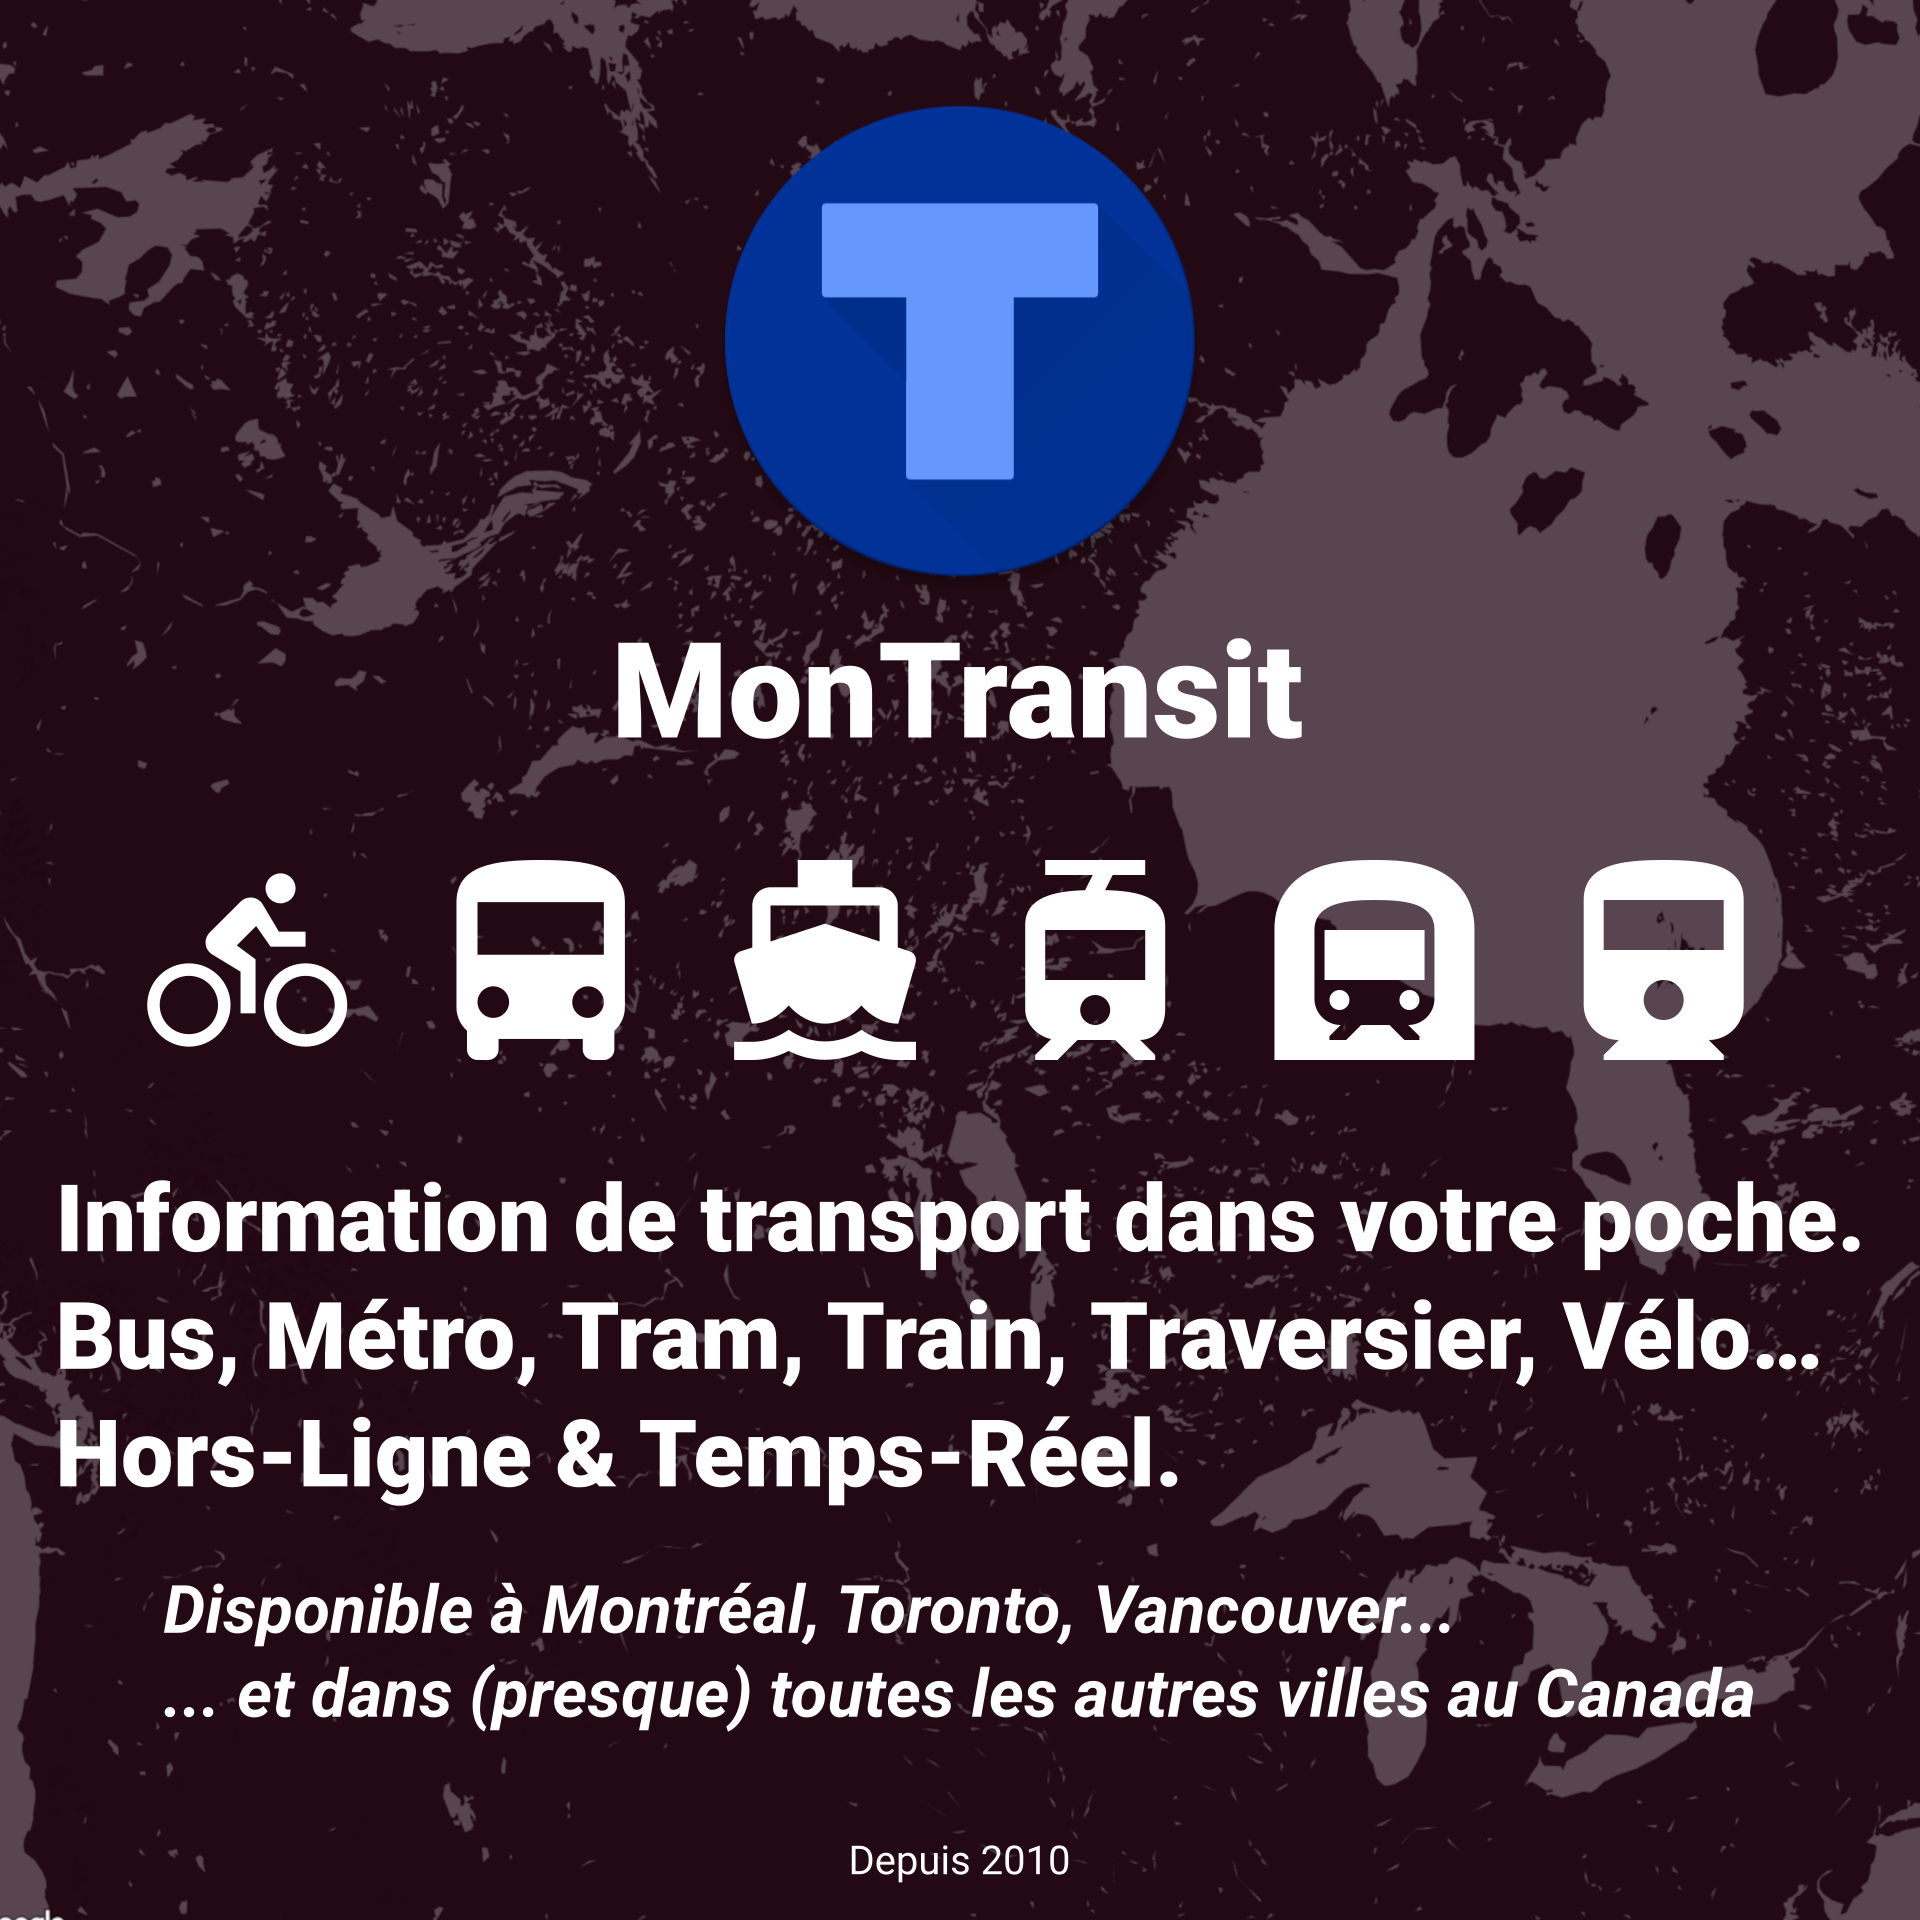 T
MonTransit
Information de transport dans votre poche.
Bus, Métro, Tram, Train, Traversier, Vélo...
Hors-Ligne & Temps-Réel.
Disponible à Montréal, Toronto, Vancouver...
... et dans (presque) toutes les autres villes au Canada
Depuis 2010